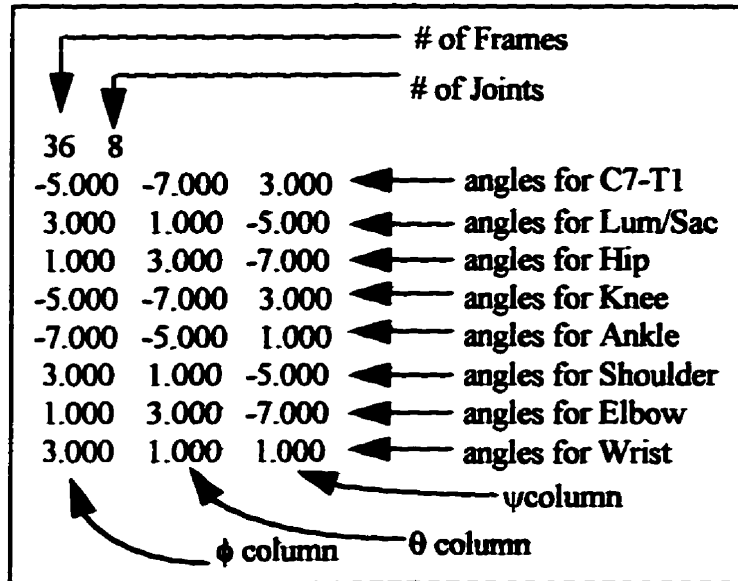 # of Frames
# of Joints
36 8
-5.000 -7.000 3.000 angles for C7-T1
3.000 1.000 -5.000 angles for Lum/Sac
1.000 3.000 -7.000 angles for Hip
-5.000 -7.000 3.000 angles for Knee
-7.000 -5.000 1.000 angles for Ankle
3.000 1.000 -5.000 angles for Shoulder
1.000 3.000 -7.000 angles for Elbow
3.000 1.000 1.000 angles for Wrist
ψcolumn
ϕ column θ column